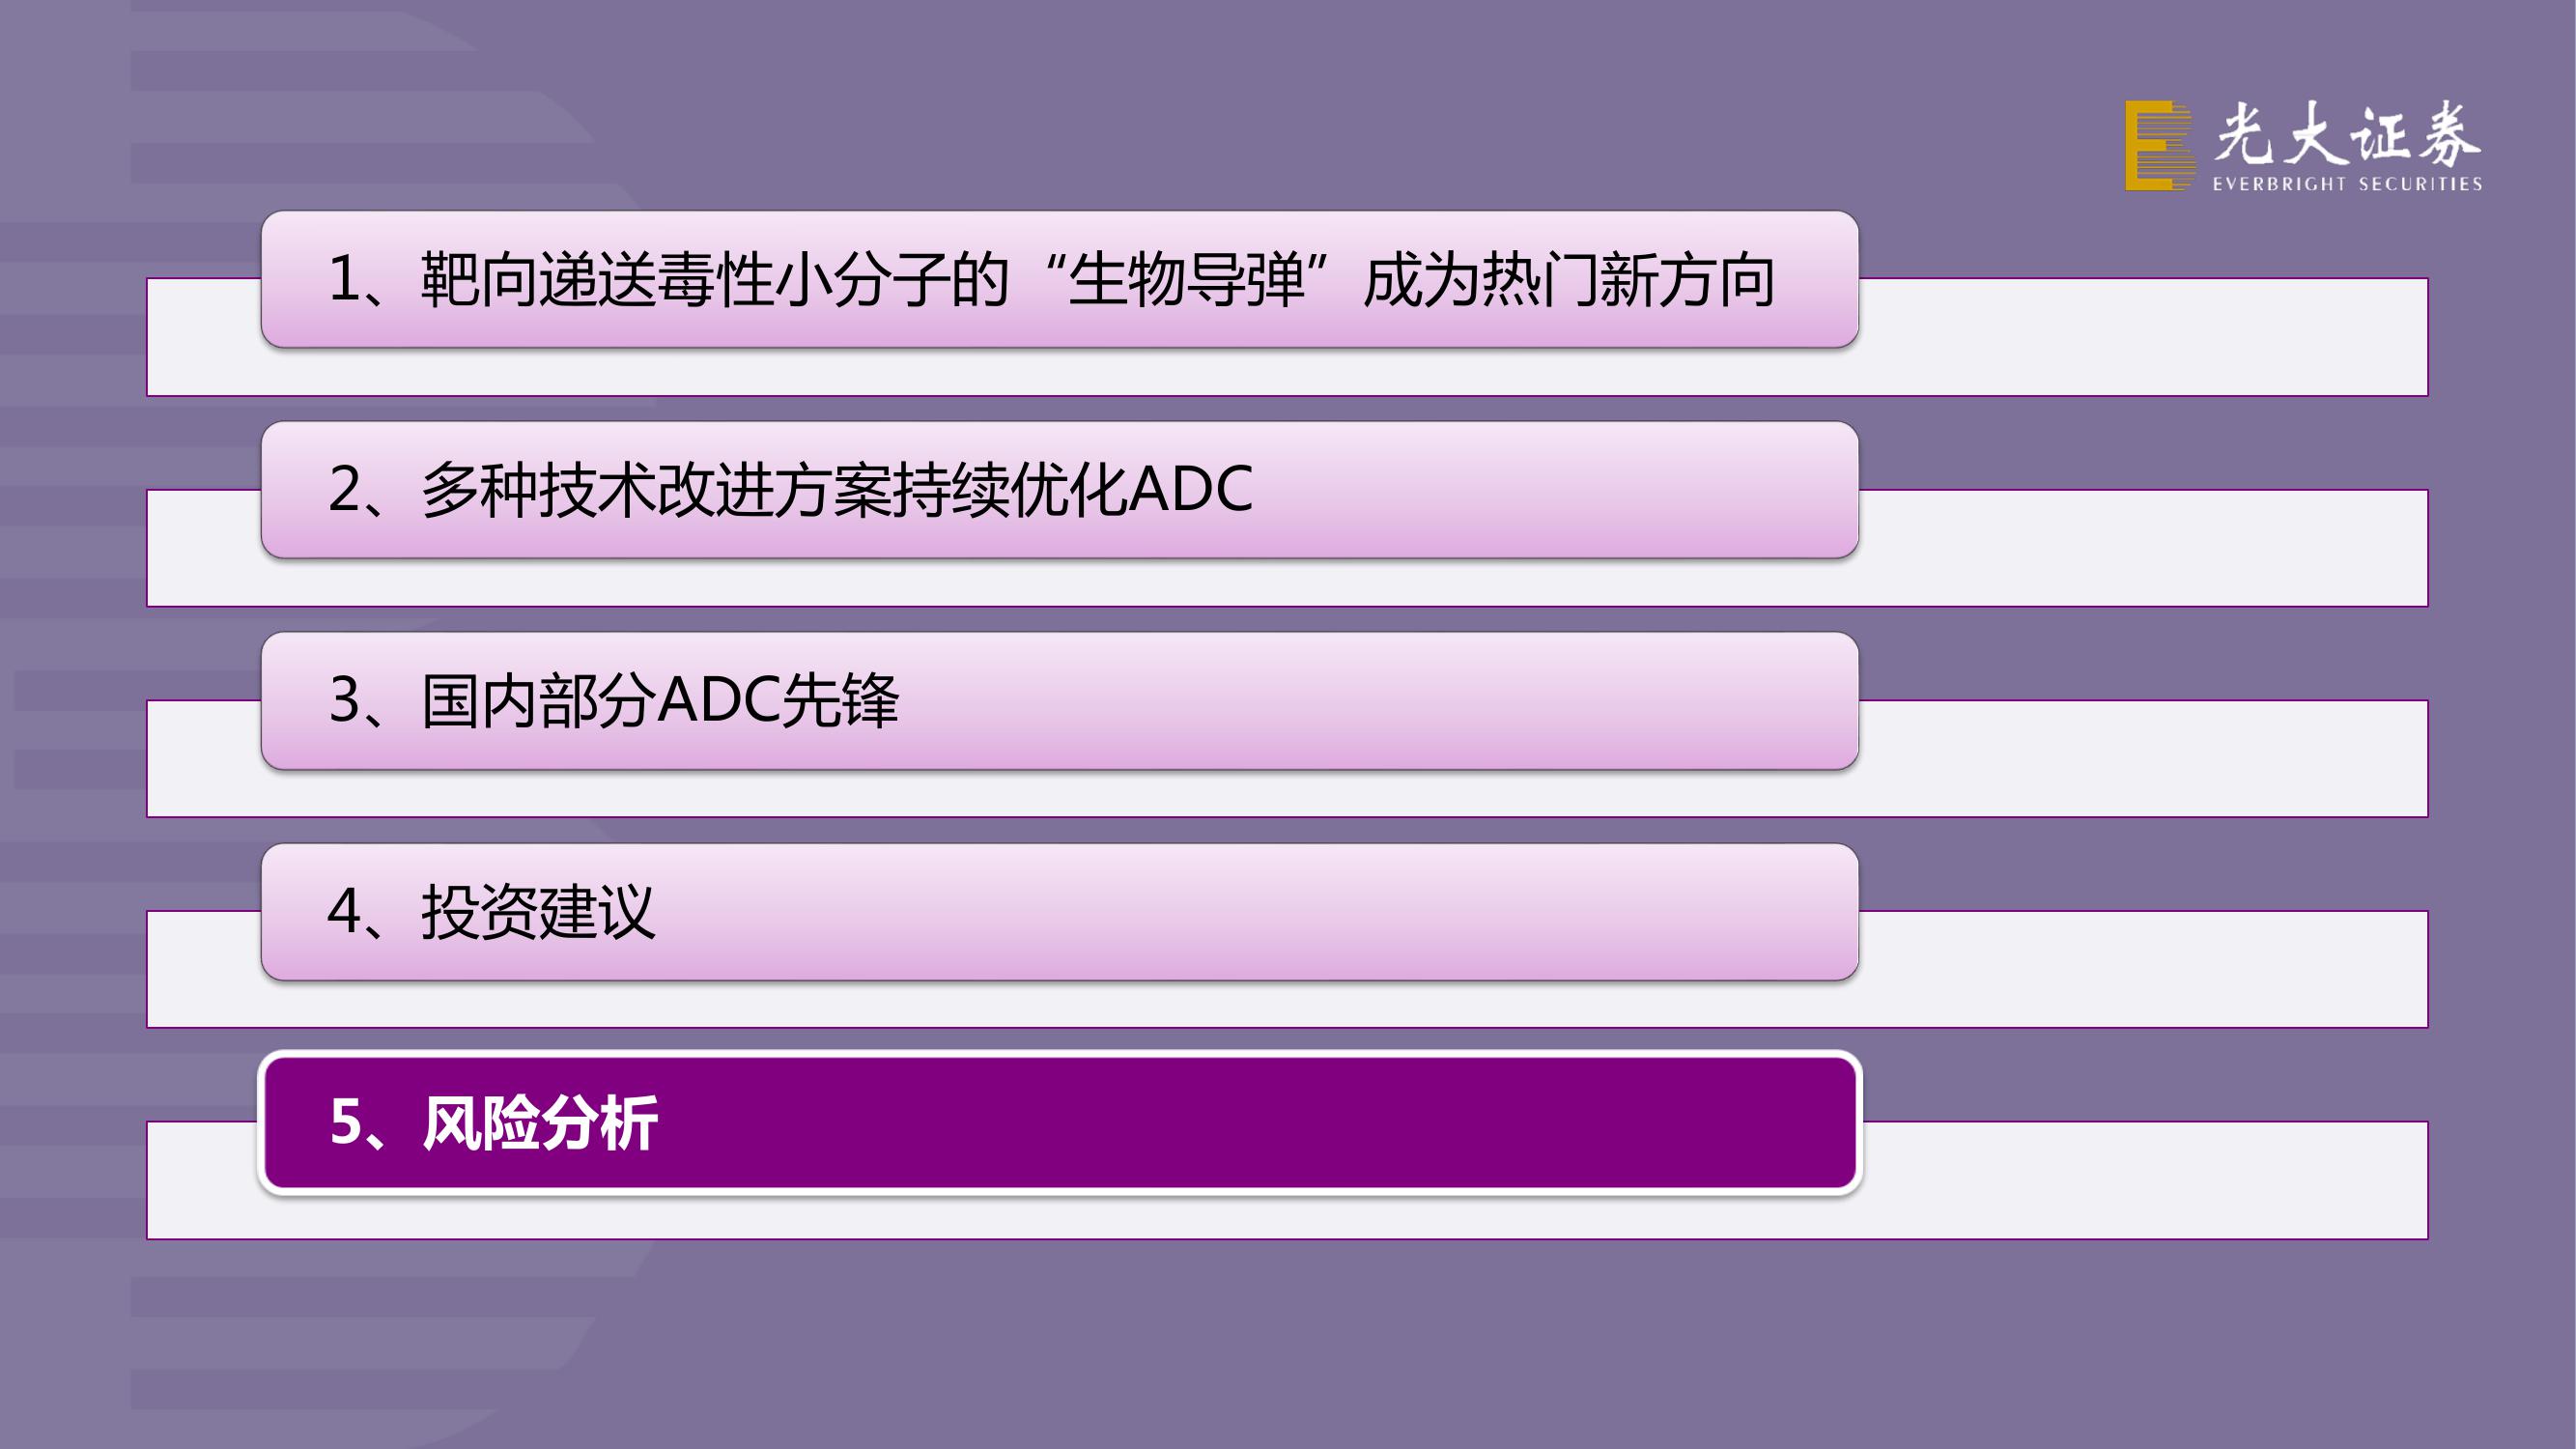 光大证券
EVERBRIGHT SECURITIES
1、靶向递送毒性小分子的“生物导弹”成为热门新方向
2、多种技术改进方案持续优化ADC
3、国内部分ADC先锋
4、投资建议
5、风险分析